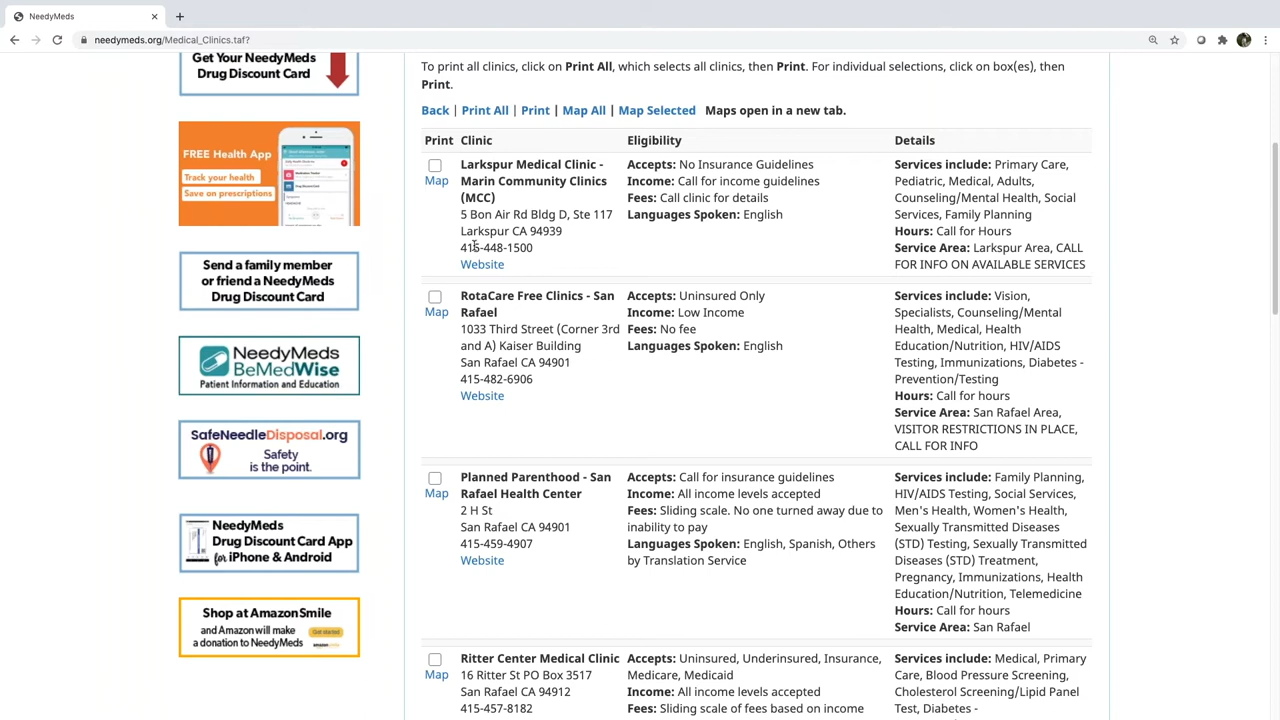 NeedyMeds
needymeds.org/Medical_Clinics.taf?
Get Your NeedyMeds
Drug Discount Card
FREE Health App
Track your health
Save on prescriptions
Send a family member
or friend a NeedyMeds
Drug Discount Card
NeedyMeds
BeMedWise
Patient Information and Education
SafeNeedleDisposal.org
Safety
is the point.
NeedyMeds
Drug Discount Card App
for iPhone & Android
Shop at AmazonSmile
and Amazon will make
a donation to NeedyMeds
Get started
To print all clinics, click on Print All, which selects all clinics, then Print. For individual selections, click on box(es), then
Print.
Back | Print All | Print | Map All | Map Selected Maps open in a new tab.
Print Clinic Eligibility Details
Map
Larkspur Medical Clinic -
Marin Community Clinics
(MCC)
5 Bon Air Rd Bldg D, Ste 117
Larkspur CA 94939
415-448-1500
Website
Accepts: No Insurance Guidelines
Income: Call for income guidelines
Fees: Call clinic for details
Languages Spoken: English
Services include: Primary Care,
Pediatric, Medical, Adults,
Counseling/Mental Health, Social
Services, Family Planning
Hours: Call for Hours
Service Area: Larkspur Area, CALL
FOR INFO ON AVAILABLE SERVICES
Map
RotaCare Free Clinics - San
Rafael
1033 Third Street (Corner 3rd
and A) Kaiser Building
San Rafael CA 94901
415-482-6906
Website
Accepts: Uninsured Only
Income: Low Income
Fees: No fee
Languages Spoken: English
Services include: Vision,
Specialists, Counseling/Mental
Health, Medical, Health
Education/Nutrition, HIV/AIDS
Testing, Immunizations, Diabetes -
Prevention/Testing
Hours: Call for hours
Service Area: San Rafael Area,
VISITOR RESTRICTIONS IN PLACE,
CALL FOR INFO
Map
Planned Parenthood - San
Rafael Health Center
2 H St
San Rafael CA 94901
415-459-4907
Website
Accepts: Call for insurance guidelines
Income: All income levels accepted
Fees: Sliding scale. No one turned away due to
inability to pay
Languages Spoken: English, Spanish, Others
by Translation Service
Services include: Family Planning,
HIV/AIDS Testing, Social Services,
Men's Health, Women's Health,
Sexually Transmitted Diseases
(STD) Testing, Sexually Transmitted
Diseases (STD) Treatment,
Pregnancy, Immunizations, Health
Education/Nutrition, Telemedicine
Hours: Call for hours
Service Area: San Rafael
Map
Ritter Center Medical Clinic
16 Ritter St PO Box 3517
San Rafael CA 94912
415-457-8182
Accepts: Uninsured, Underinsured, Insurance,
Medicare, Medicaid
Income: All income levels accepted
Fees: Sliding scale of fees based on income
Services include: Medical, Primary
Care, Blood Pressure Screening,
Cholesterol Screening/Lipid Panel
Test, Diabetes -